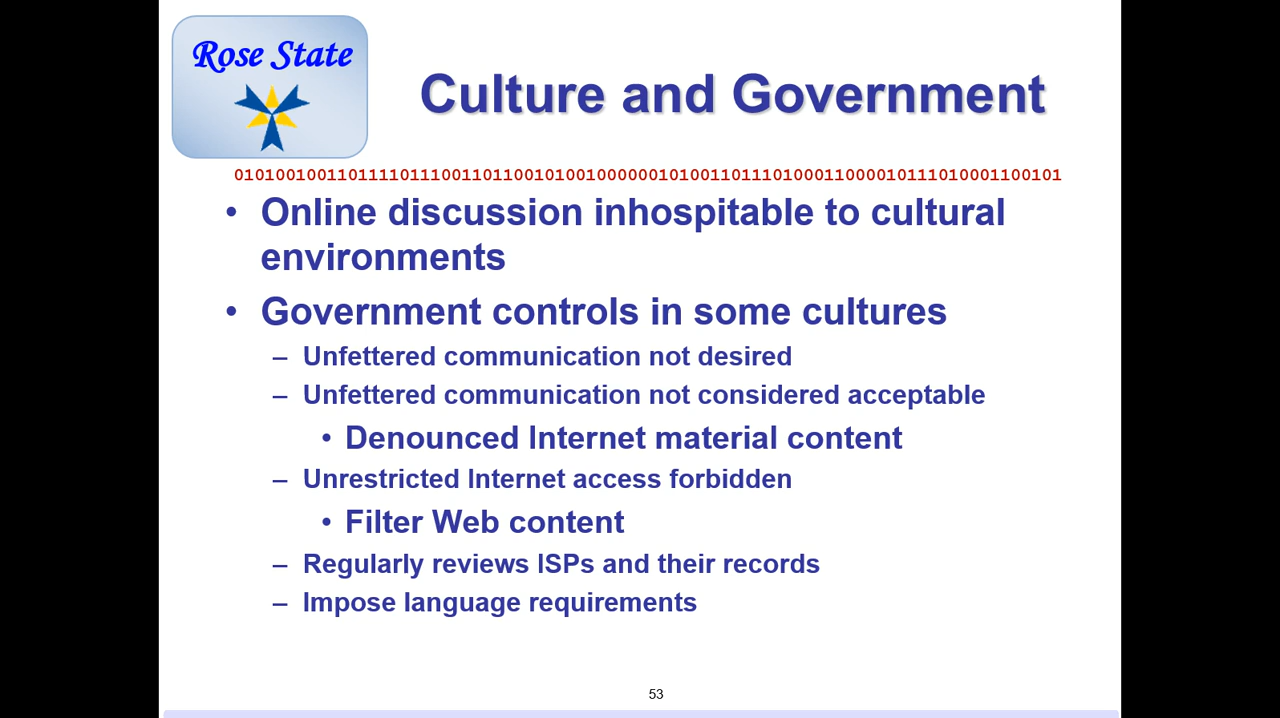 Rose State
Culture and Government
01010010011011110111001101100101001000000101001101110100011000010111010001100101
• Online discussion inhospitable to cultural
environments
• Government controls in some cultures
– Unfettered communication not desired
– Unfettered communication not considered acceptable
• Denounced Internet material content
– Unrestricted Internet access forbidden
• Filter Web content
– Regularly reviews ISPs and their records
– Impose language requirements
53